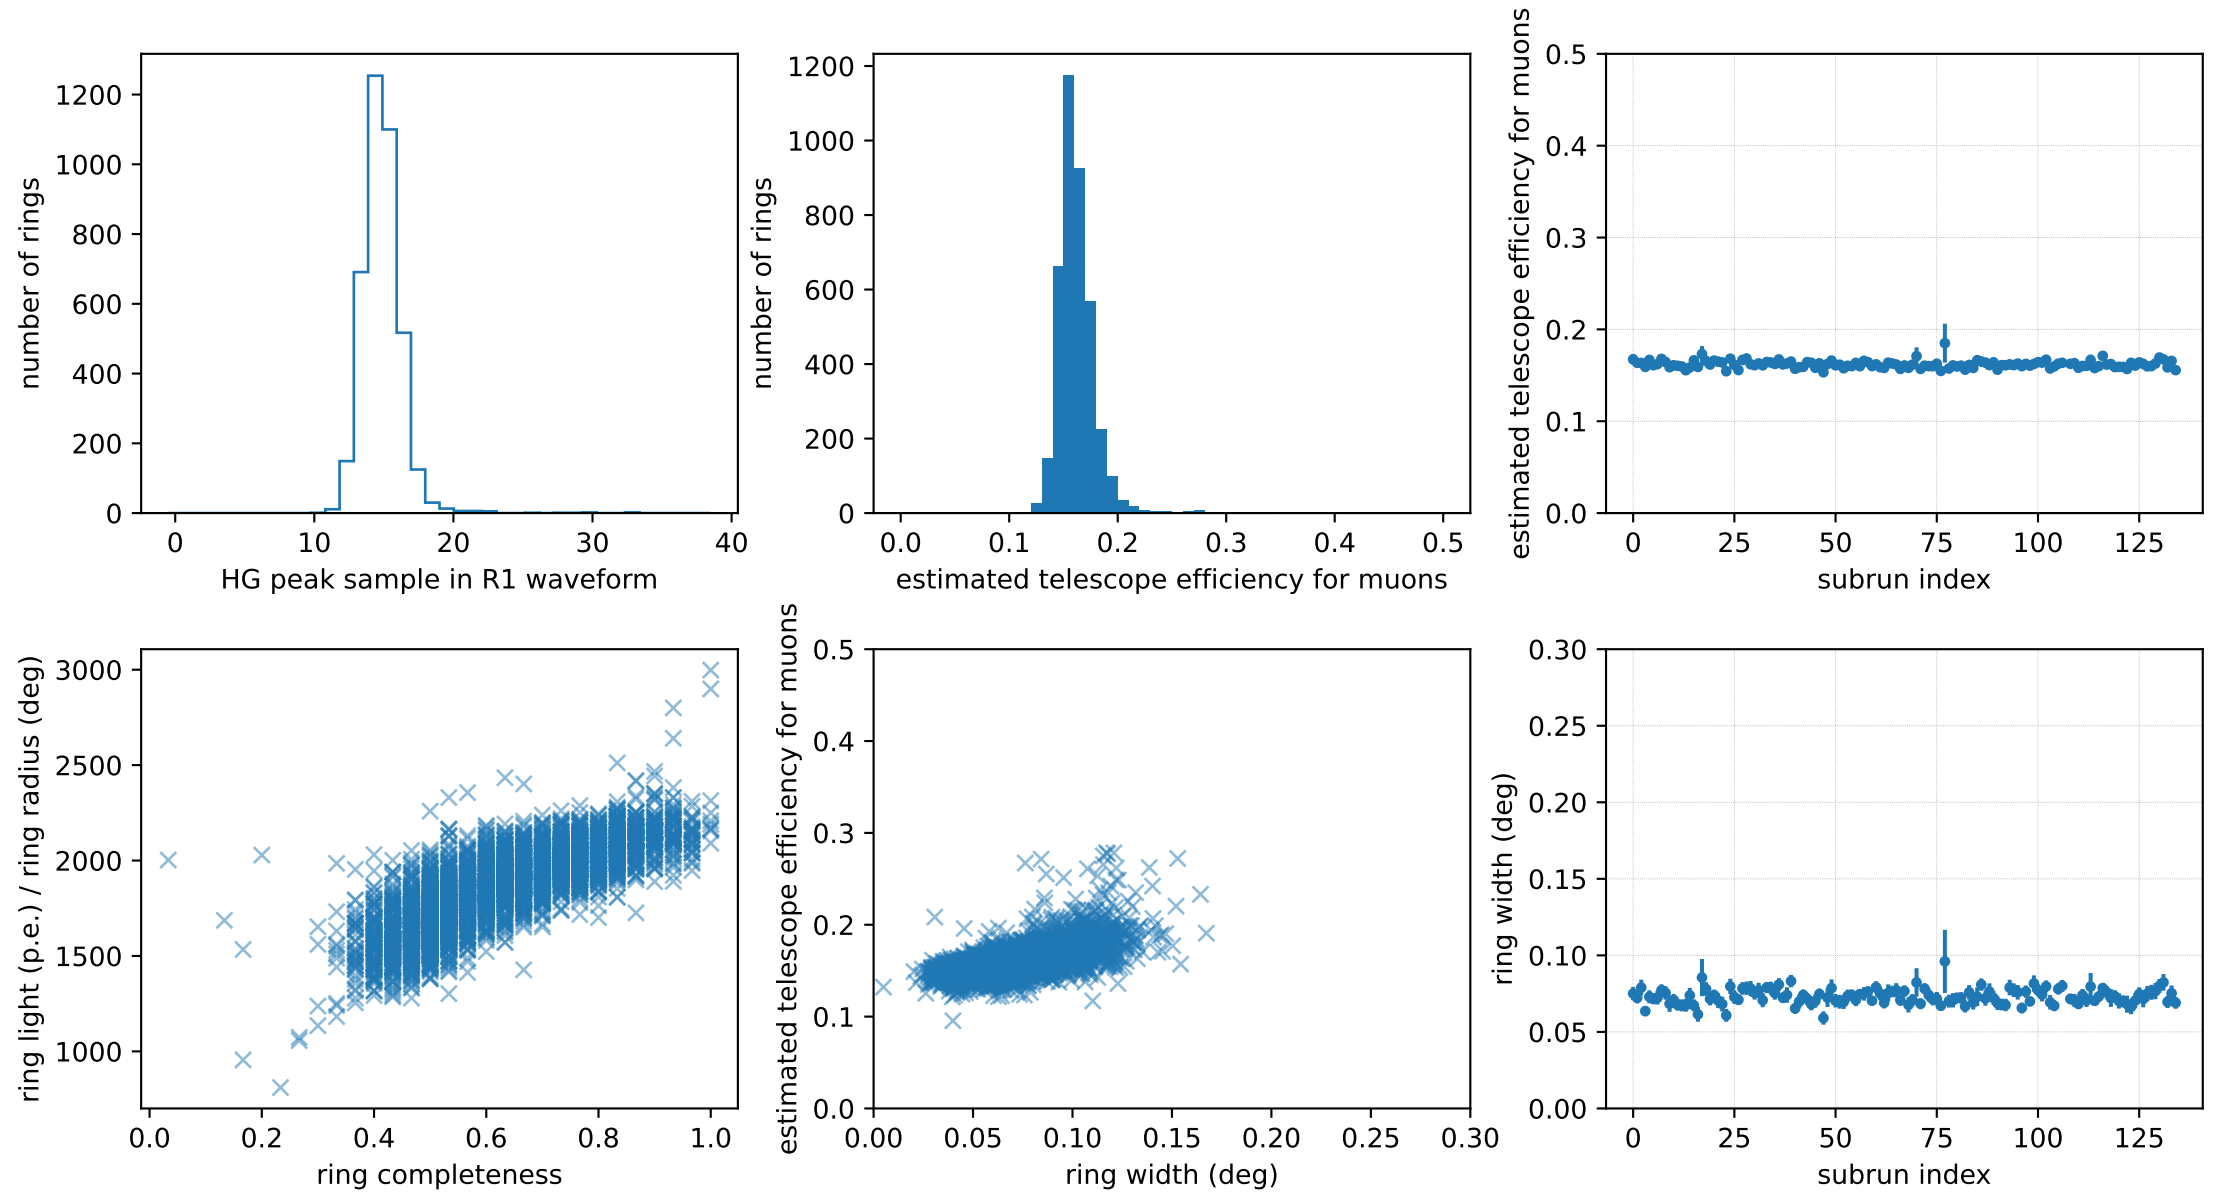 number of rings
1200
1000
800
600
400
200
0
0 10 20 30 40
HG peak sample in R1 waveform
number of rings
1200
1000
800
600
400
200
0
0.0 0.1 0.2 0.3 0.4 0.5
estimated telescope efficiency for muons
estimated telescope efficiency for muons
0.5
0.4
0.3
0.2
0.1
0.0
0 25 50 75 100 125
subrun index
ring light (p.e.) / ring radius (deg)
3000
2500
2000
1500
1000
0.0 0.2 0.4 0.6 0.8 1.0
ring completeness
estimated telescope efficiency for muons
0.5
0.4
0.3
0.2
0.1
0.0
0.00 0.05 0.10 0.15 0.20 0.25 0.30
ring width (deg)
ring width (deg)
0.30
0.25
0.20
0.15
0.10
0.05
0.00
0 25 50 75 100 125
subrun index